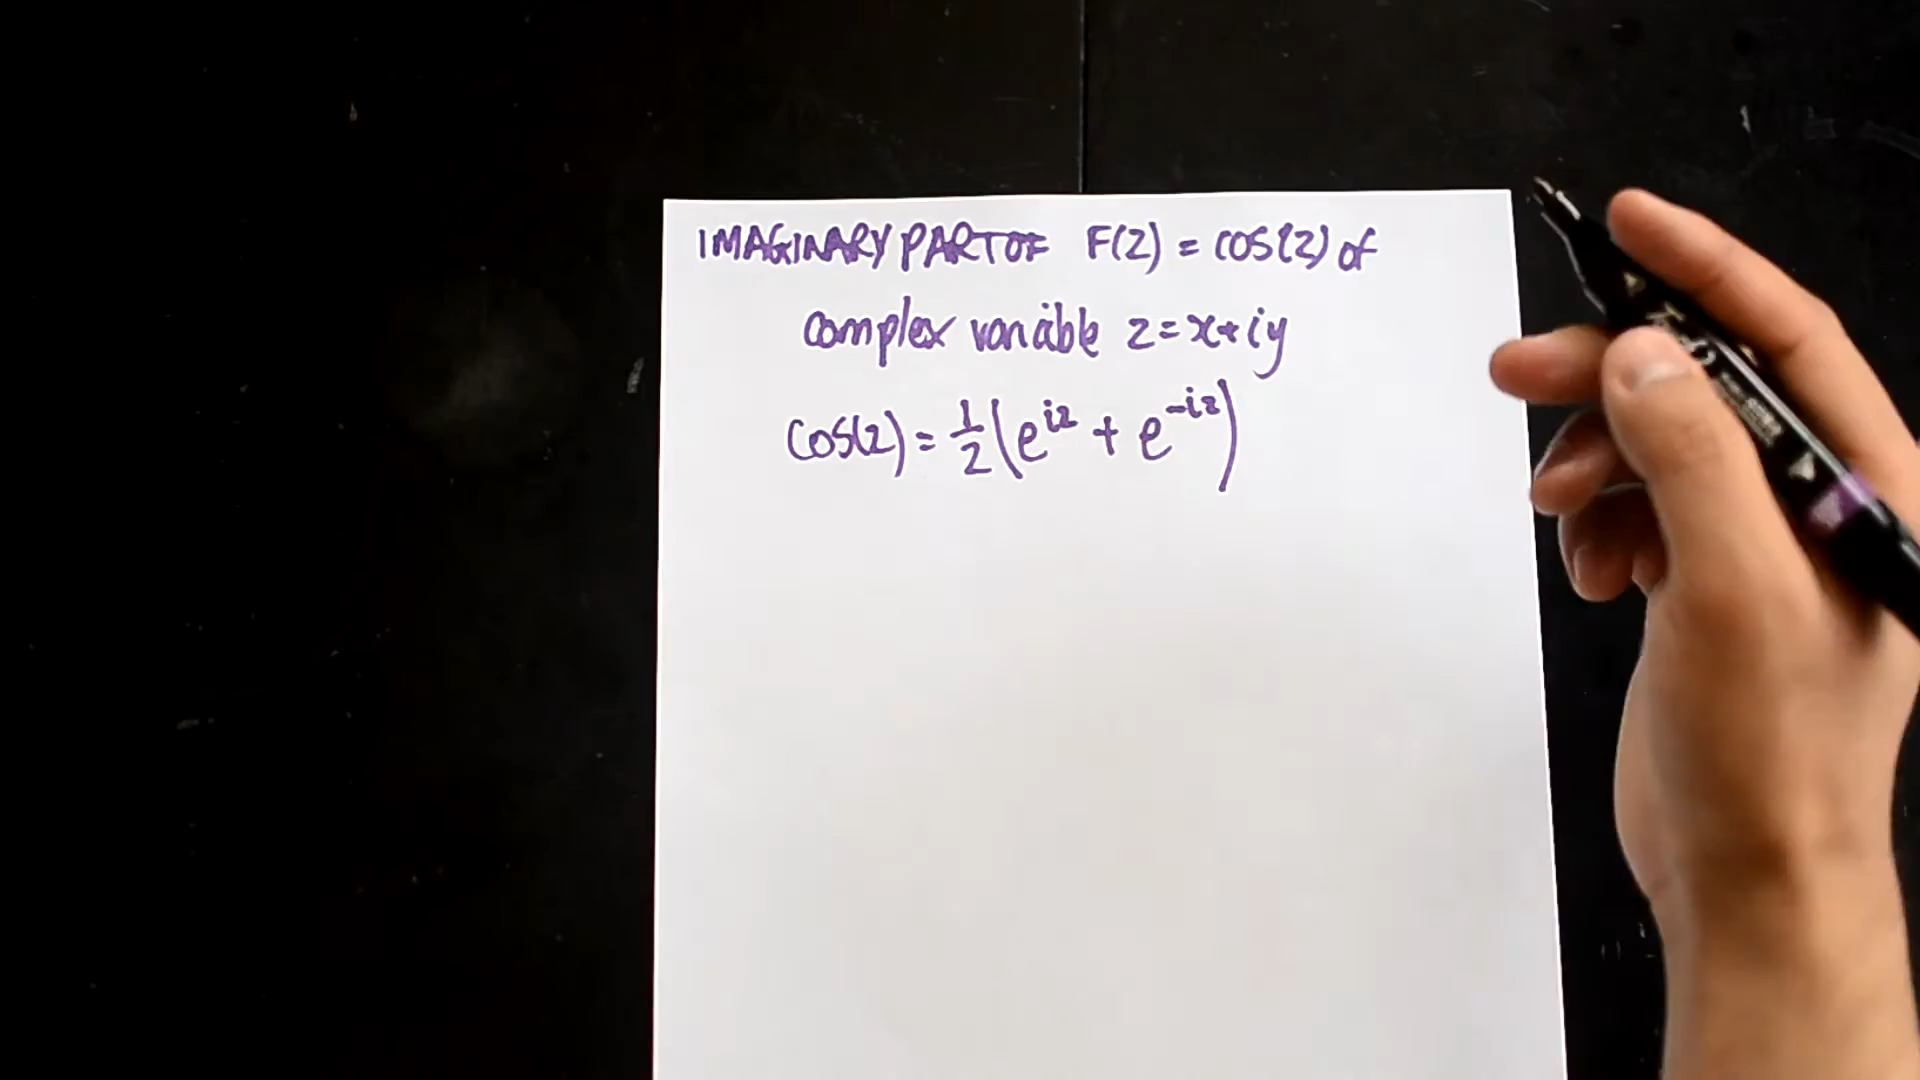 IMAGINARY PART OF F(Z) = COS(Z) of
complex variable z = x + iy
COS(z) = 1/2 (e^{iz} + e^{-iz})